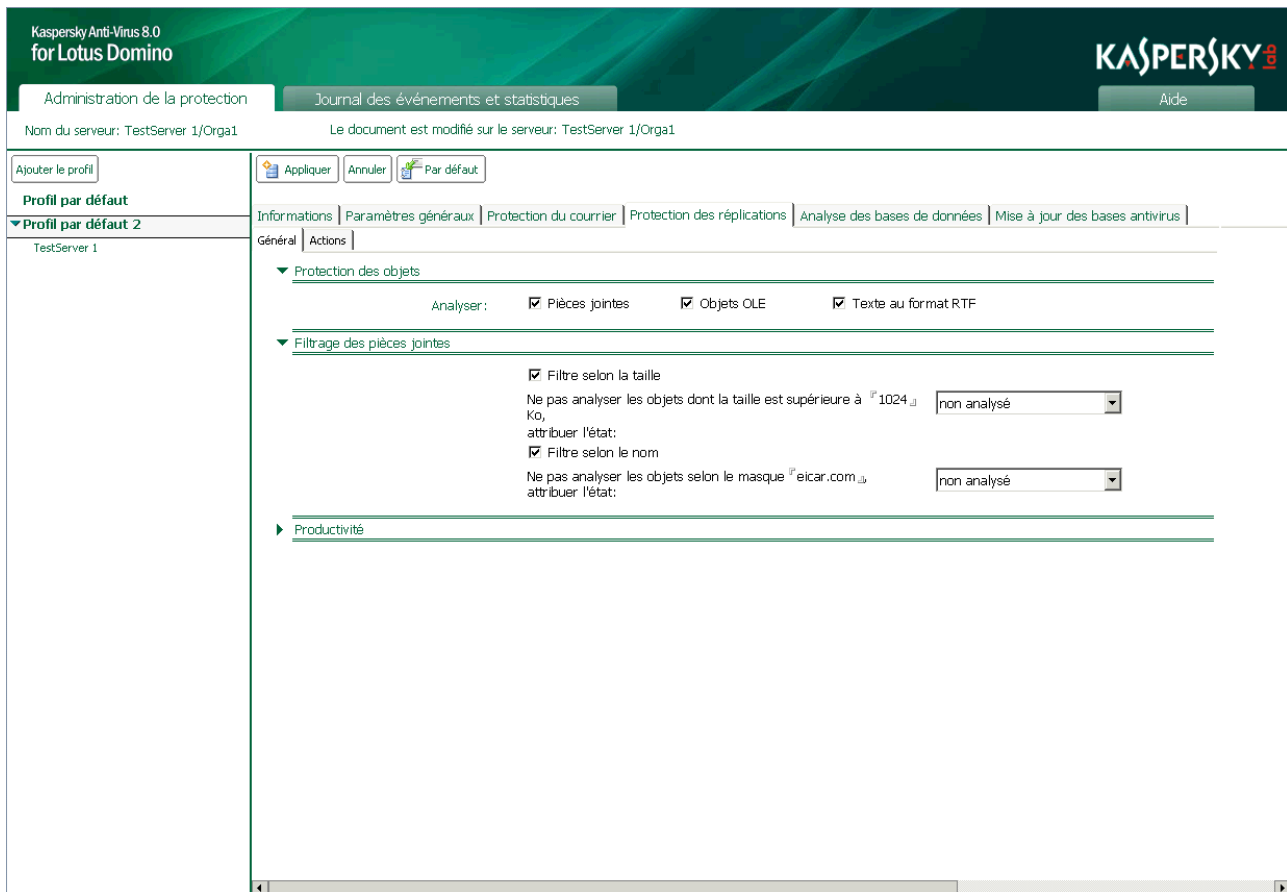 Kaspersky Anti-Virus 8.0
for Lotus Domino
KASPERSKY lab
Administration de la protection
Journal des événements et statistiques
Aide
Nom du serveur: TestServer 1/Orga1
Le document est modifié sur le serveur: TestServer 1/Orga1
Ajouter le profil
Appliquer
Annuler
Par défaut
Profil par défaut
Profil par défaut 2
TestServer 1
Informations
Paramètres généraux
Protection du courrier
Protection des réplications
Analyse des bases de données
Mise à jour des bases antivirus
Général
Actions
Protection des objets
Analyser:
Pièces jointes
Objets OLE
Texte au format RTF
Filtrage des pièces jointes
Filtre selon la taille
Ne pas analyser les objets dont la taille est supérieure à 1024
Ko,
attribuer l'état:
non analysé
Filtre selon le nom
Ne pas analyser les objets selon le masque eicar.com ,
attribuer l'état:
non analysé
Productivité